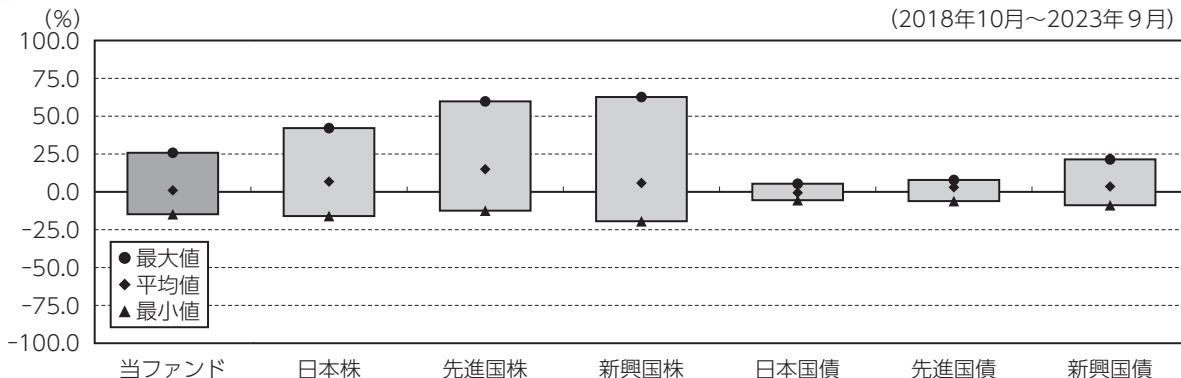 (%)
(2018年10月～2023年９月)
100.0
75.0
50.0
25.0
0.0
-25.0
-50.0
-75.0
-100.0
● 最大値
◆ 平均値
▲ 最小値
当ファンド 日本株 先進国株 新興国株 日本国債 先進国債 新興国債